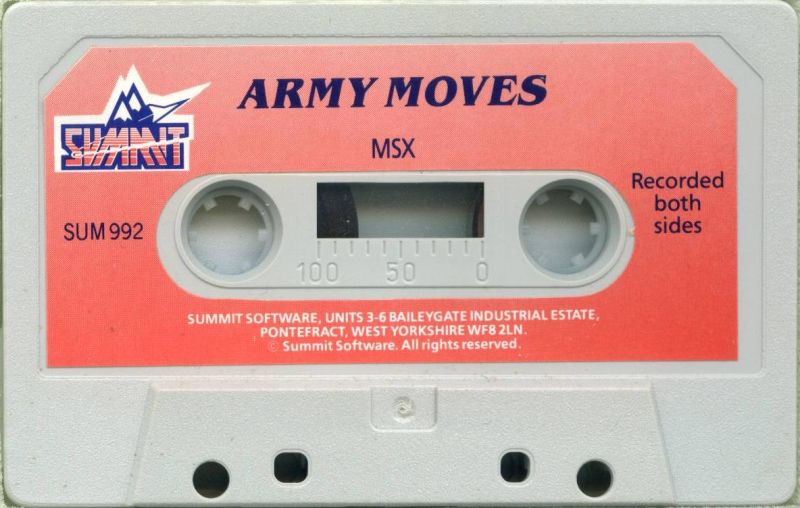 ARMY MOVES
SUMMIT
MSX
Recorded
both
sides
SUM 992
100 50 0
SUMMIT SOFTWARE, UNITS 3-6 BAILEYGATE INDUSTRIAL ESTATE,
PONTEFRACT, WEST YORKSHIRE WF8 2LN.
© Summit Software. All rights reserved.